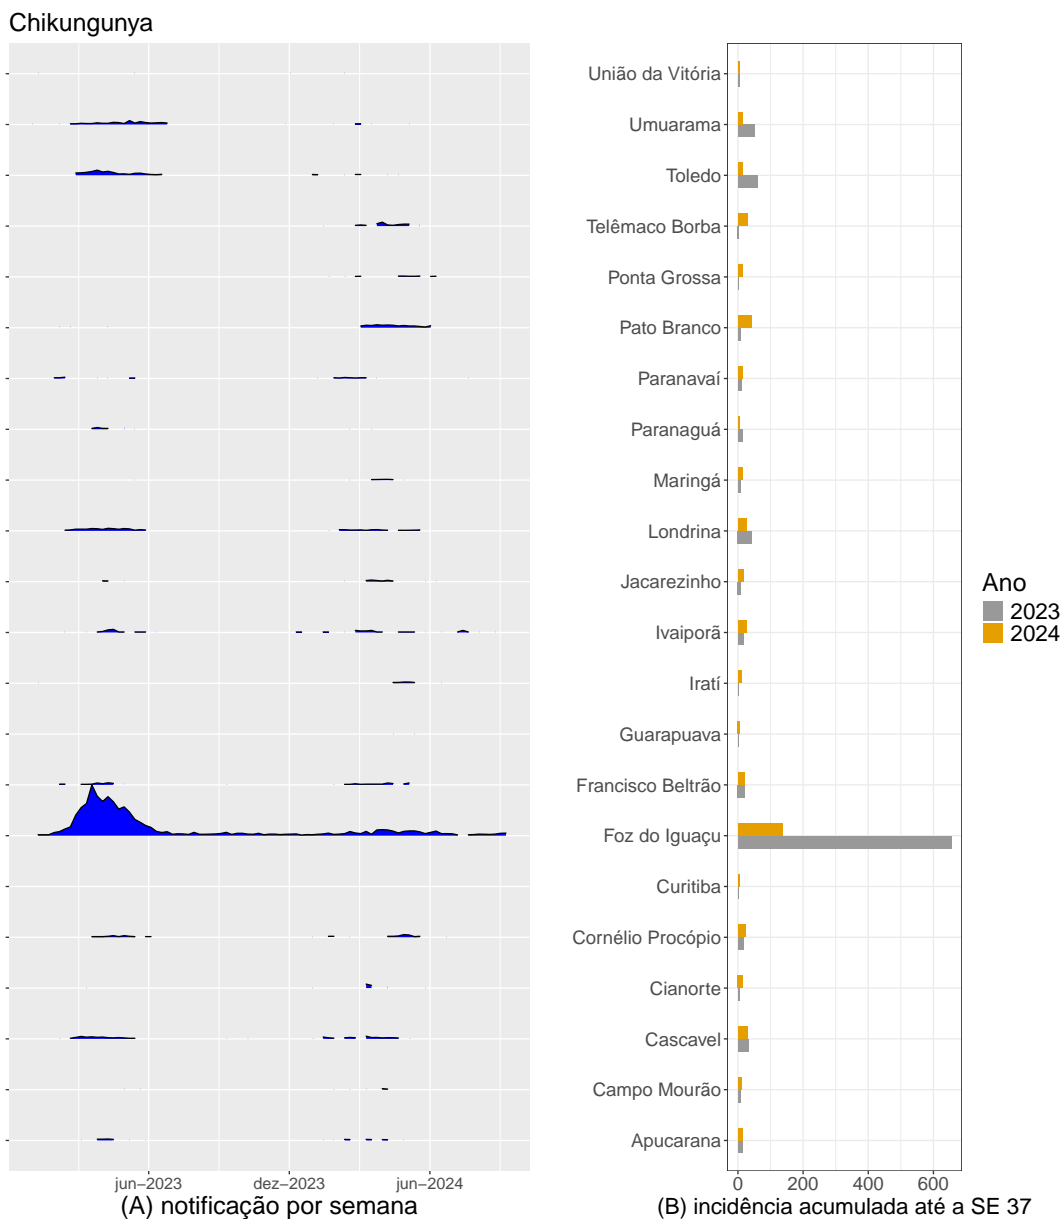 Chikungunya
União da Vitória
Umuarama
Toledo
Telêmaco Borba
Ponta Grossa
Pato Branco
Paranavaí
Paranaguá
Maringá
Londrina
Jacarezinho
Ivaiporã
Iratí
Guarapuava
Francisco Beltrão
Foz do Iguaçu
Curitiba
Cornélio Procópio
Cianorte
Cascavel
Campo Mourão
Apucarana
Ano
2023
2024
jun−2023 dez−2023 jun−2024
0 200 400 600
(A) notificação por semana
(B) incidência acumulada até a SE 37